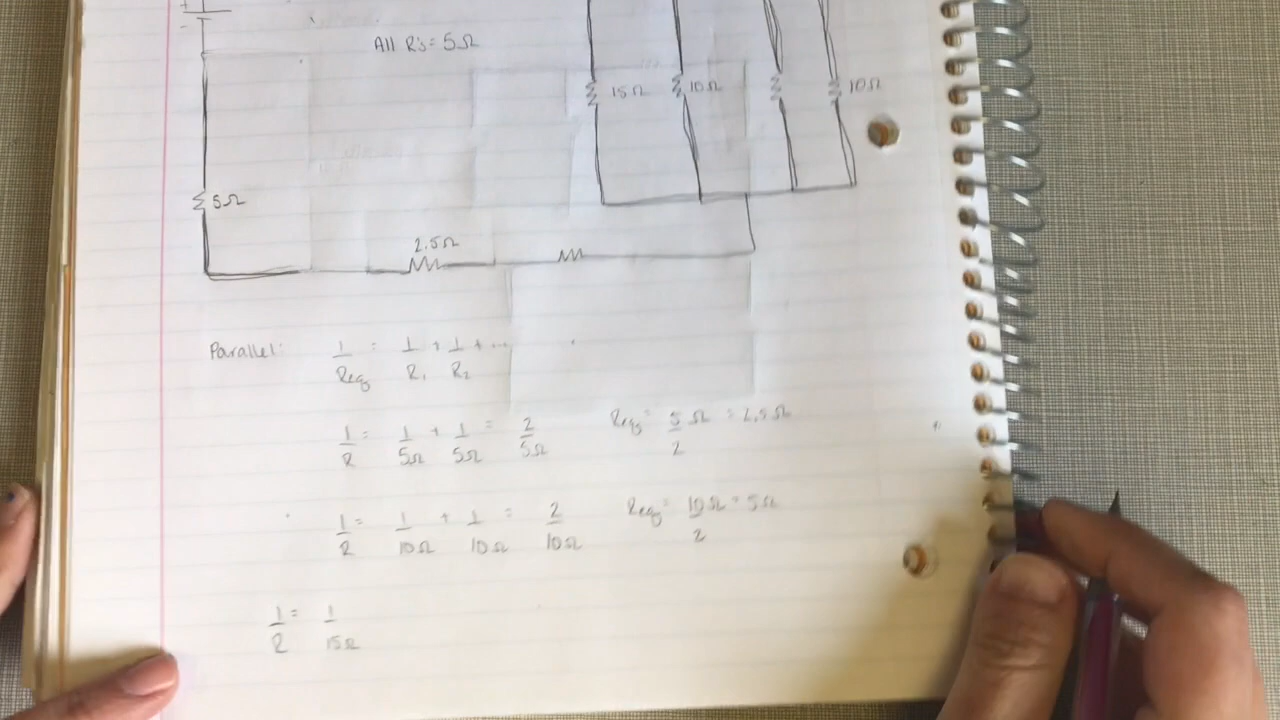 +
-
All R's = 5Ω
15Ω 10Ω 10Ω
5Ω
2.5Ω
Parallel: 1/Req = 1/R1 + 1/R2 + ...
1/R = 1/5Ω + 1/5Ω = 2/5Ω Req = 5/2 Ω = 2.5Ω
1/R = 1/10Ω + 1/10Ω = 2/10Ω Req = 10Ω/2 = 5Ω
1/R = 1/15Ω